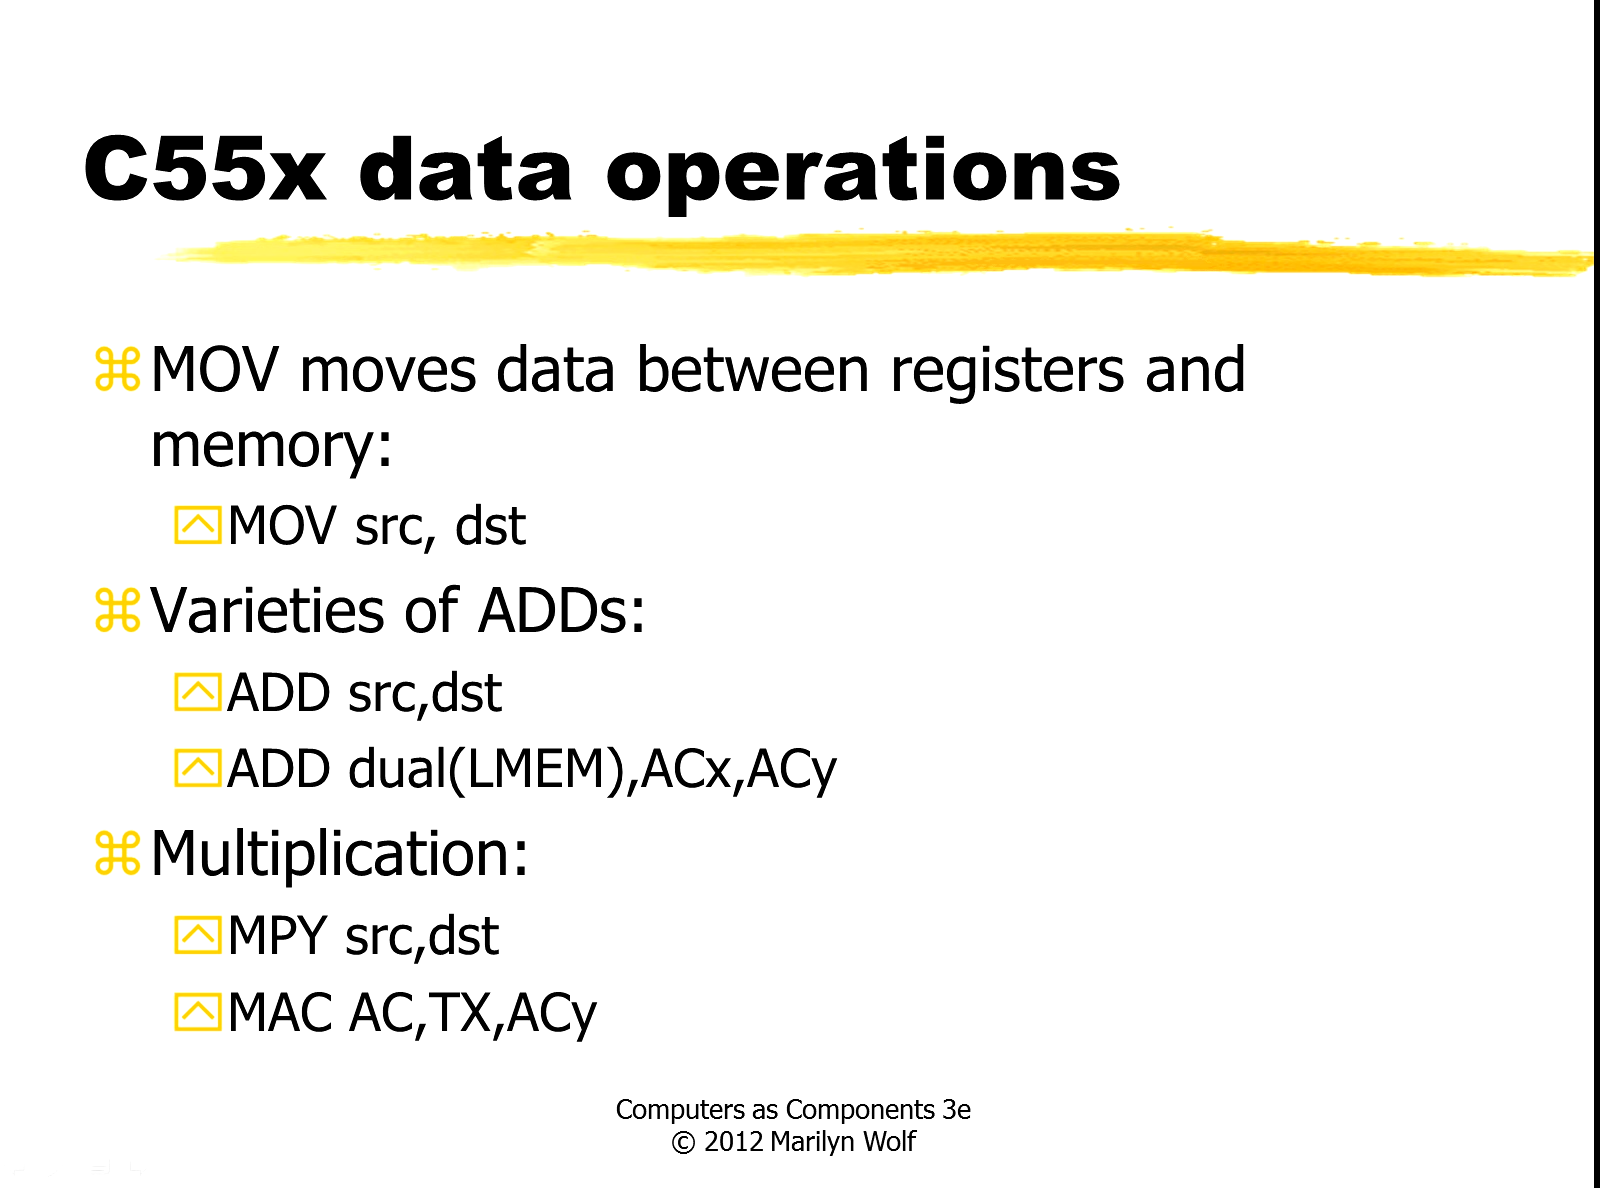 C55x data operations
MOV moves data between registers and
memory:
MOV src, dst
Varieties of ADDs:
ADD src,dst
ADD dual(LMEM),ACx,ACy
Multiplication:
MPY src,dst
MAC AC,TX,ACy
Computers as Components 3e
© 2012 Marilyn Wolf